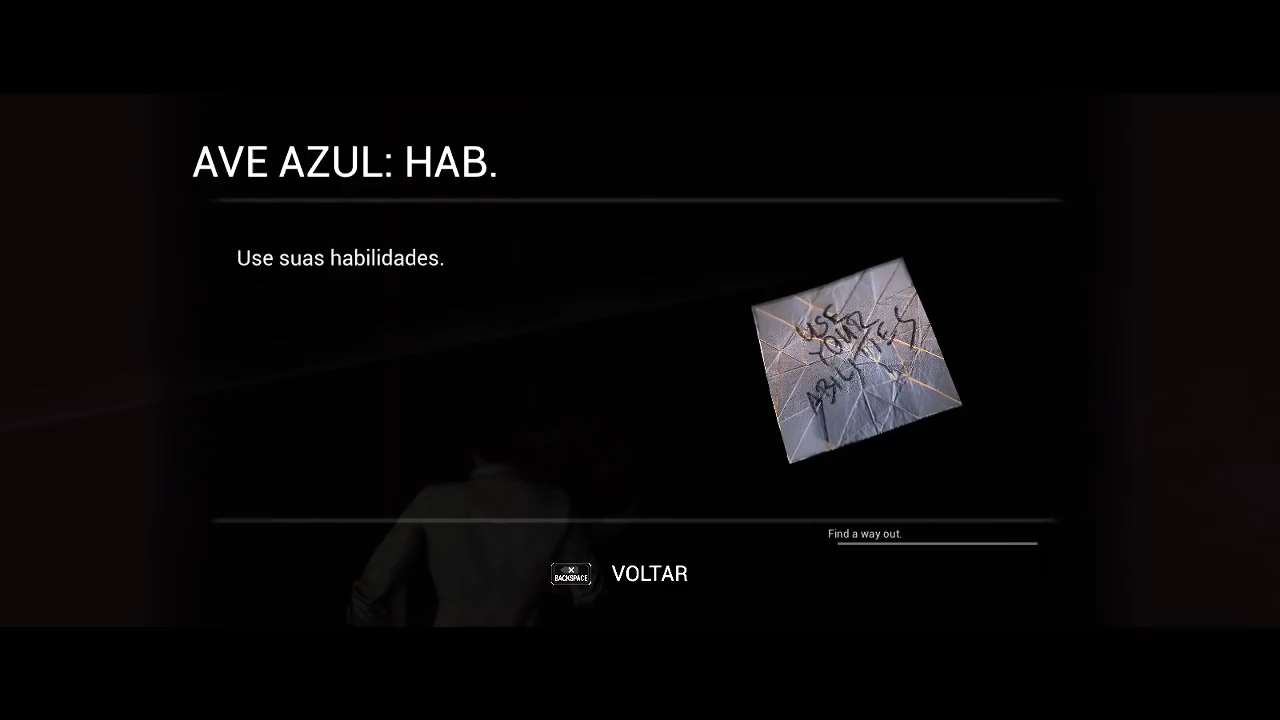 AVE AZUL: HAB.
Use suas habilidades.
USE
YOUR
ABILITIES
Find a way out.
BACKSPACE
VOLTAR